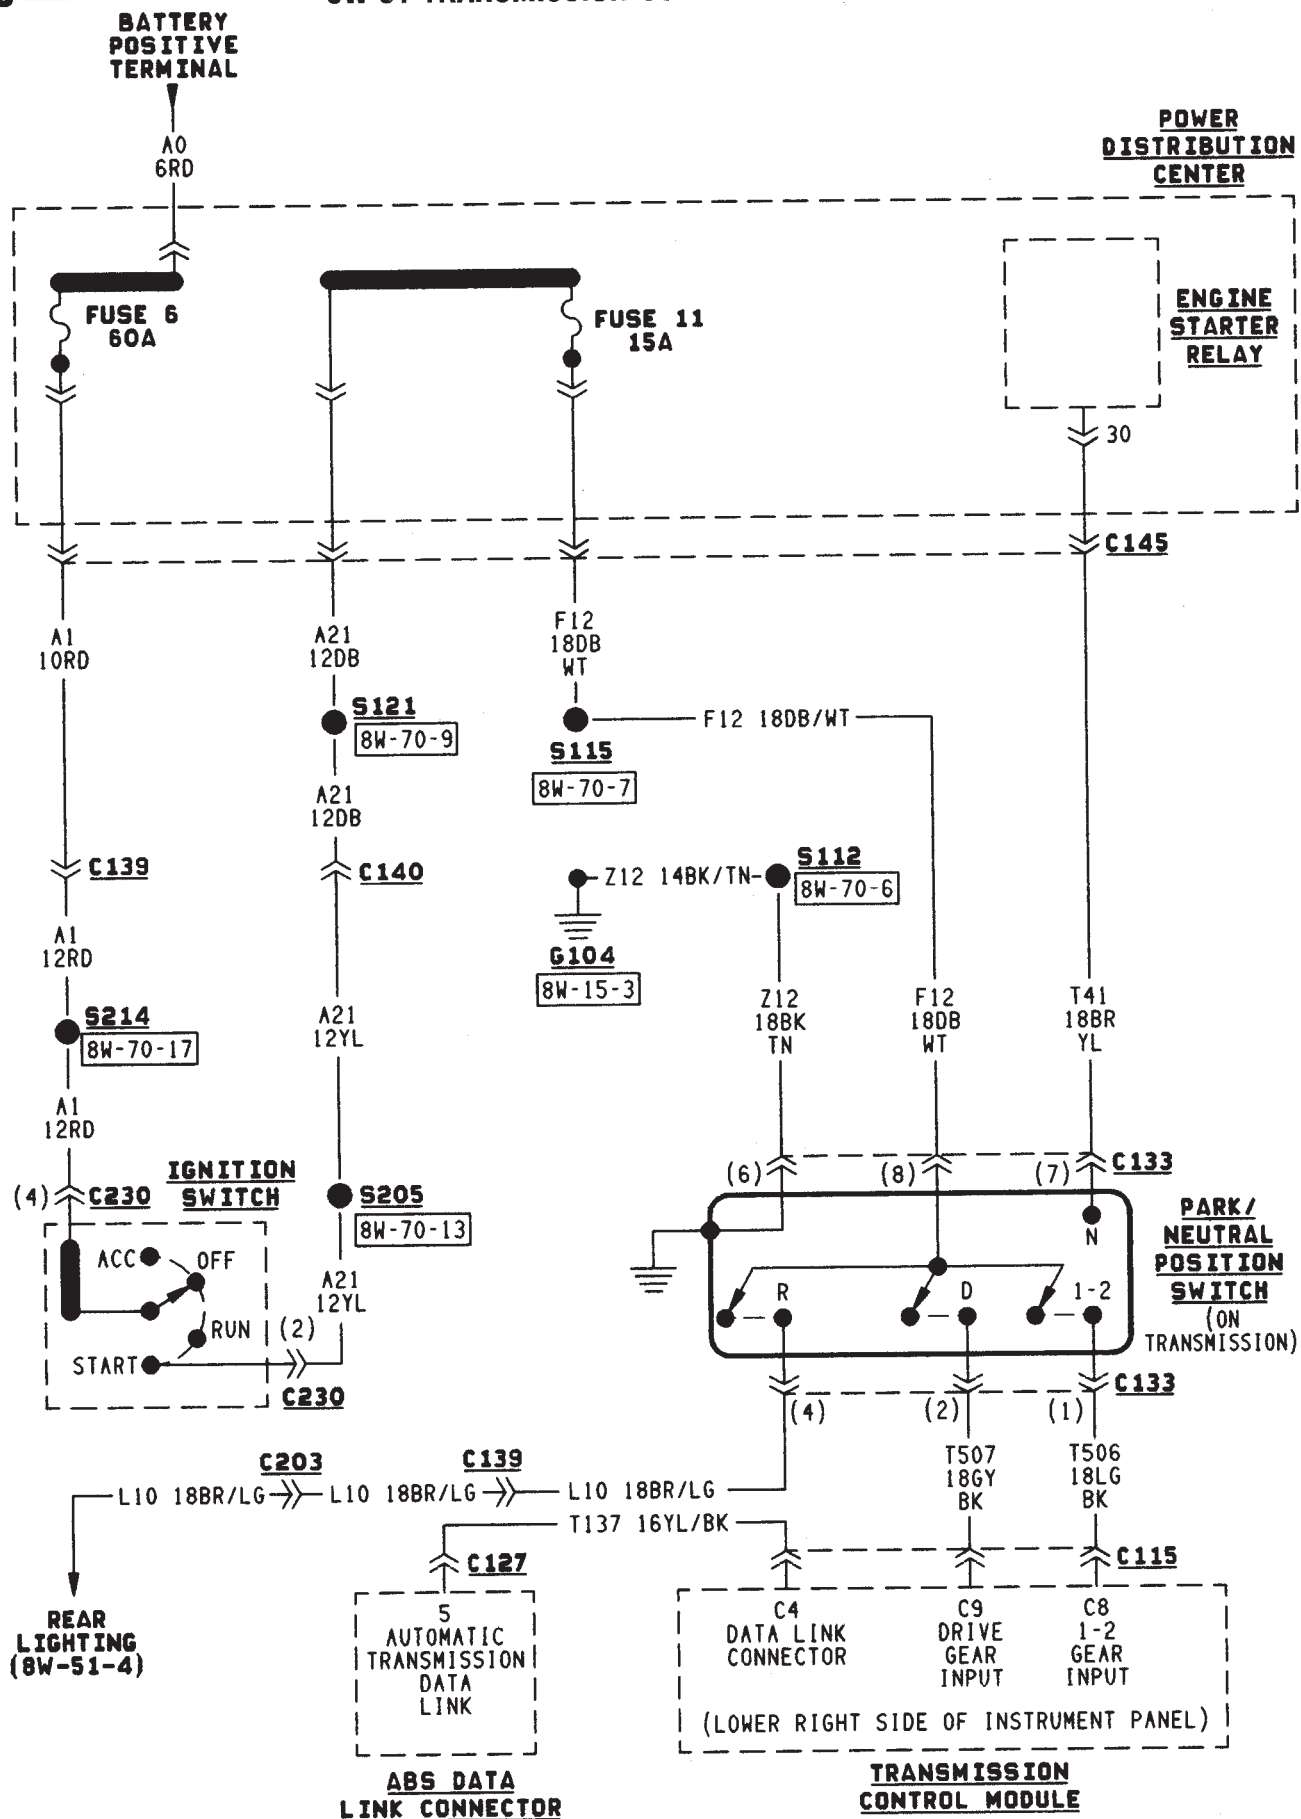 BATTERY
POSITIVE
TERMINAL
A0
6RD
POWER
DISTRIBUTION
CENTER
FUSE 6
60A
FUSE 11
15A
ENGINE
STARTER
RELAY
30
C145
A1
10RD
A21
12DB
F12
18DB
WT
S121
8W-70-9
S115
8W-70-7
F12 18DB/WT
A21
12DB
C139
C140
Z12 14BK/TN
S112
8W-70-6
G104
8W-15-3
A1
12RD
S214
8W-70-17
A21
12YL
Z12
18BK
TN
F12
18DB
WT
T41
18BR
YL
A1
12RD
(4)
C230
IGNITION
SWITCH
S205
8W-70-13
(6)
(8)
(7)
C133
ACC
OFF
RUN
START
A21
12YL
(2)
C230
N
R
D
1-2
PARK/
NEUTRAL
POSITION
SWITCH
(ON
TRANSMISSION)
C133
(4)
(2)
(1)
T507
18GY
BK
T506
18LG
BK
C203
C139
L10 18BR/LG
L10 18BR/LG
L10 18BR/LG
T137 16YL/BK
C127
C115
REAR
LIGHTING
(8W-51-4)
5
AUTOMATIC
TRANSMISSION
DATA
LINK
C4
DATA LINK
CONNECTOR
C9
DRIVE
GEAR
INPUT
C8
1-2
GEAR
INPUT
(LOWER RIGHT SIDE OF INSTRUMENT PANEL)
ABS DATA
LINK CONNECTOR
TRANSMISSION
CONTROL MODULE